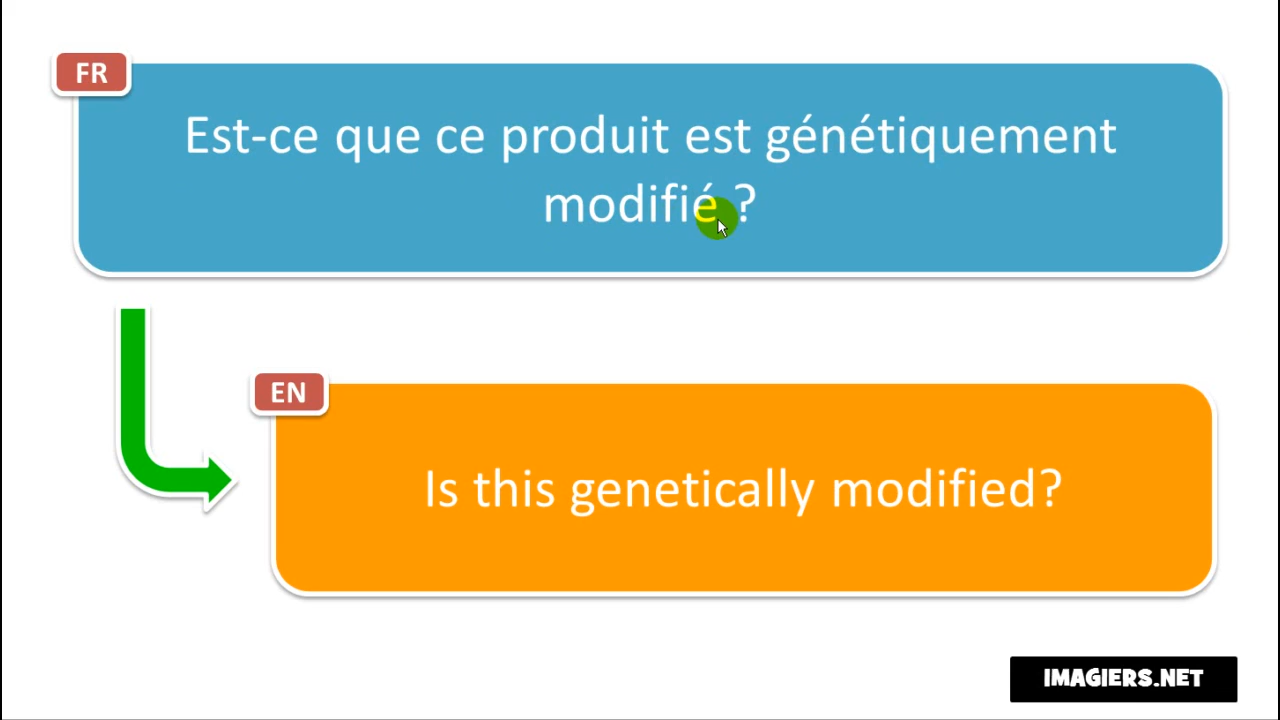 FR
Est-ce que ce produit est génétiquement
modifié ?
EN
Is this genetically modified?
IMAGIERS.NET